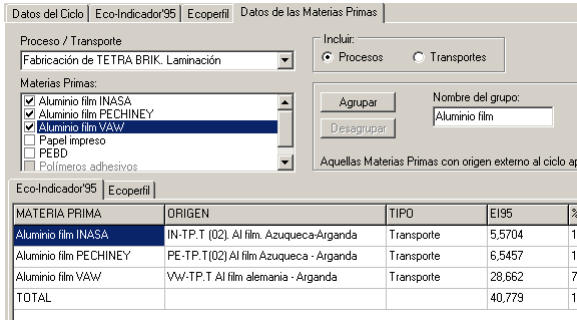 Datos del Ciclo Eco-Indicador'95 Ecoperfil Datos de las Materias Primas
Proceso / Transporte
Fabricación de TETRA BRIK. Laminación
Incluir:
Procesos Transportes
Materias Primas:
Aluminio film INASA
Aluminio film PECHINEY
Aluminio film VAW
Papel impreso
PEBD
Polímeros adhesivos
Agrupar
Desagrupar
Nombre del grupo:
Aluminio film
Aquellas Materias Primas con origen externo al ciclo ap
Eco-Indicador'95 Ecoperfil
MATERIA PRIMA ORIGEN TIPO EI95 %
Aluminio film INASA IN-TP.T (02). Al film. Azuqueca-Arganda Transporte 5,5704 1
Aluminio film PECHINEY PE-TP.T(02) Al film Azuqueca - Arganda Transporte 6,5457 1
Aluminio film VAW VW-TP.T Al film alemania - Arganda Transporte 28,662 7
TOTAL 40,779 1